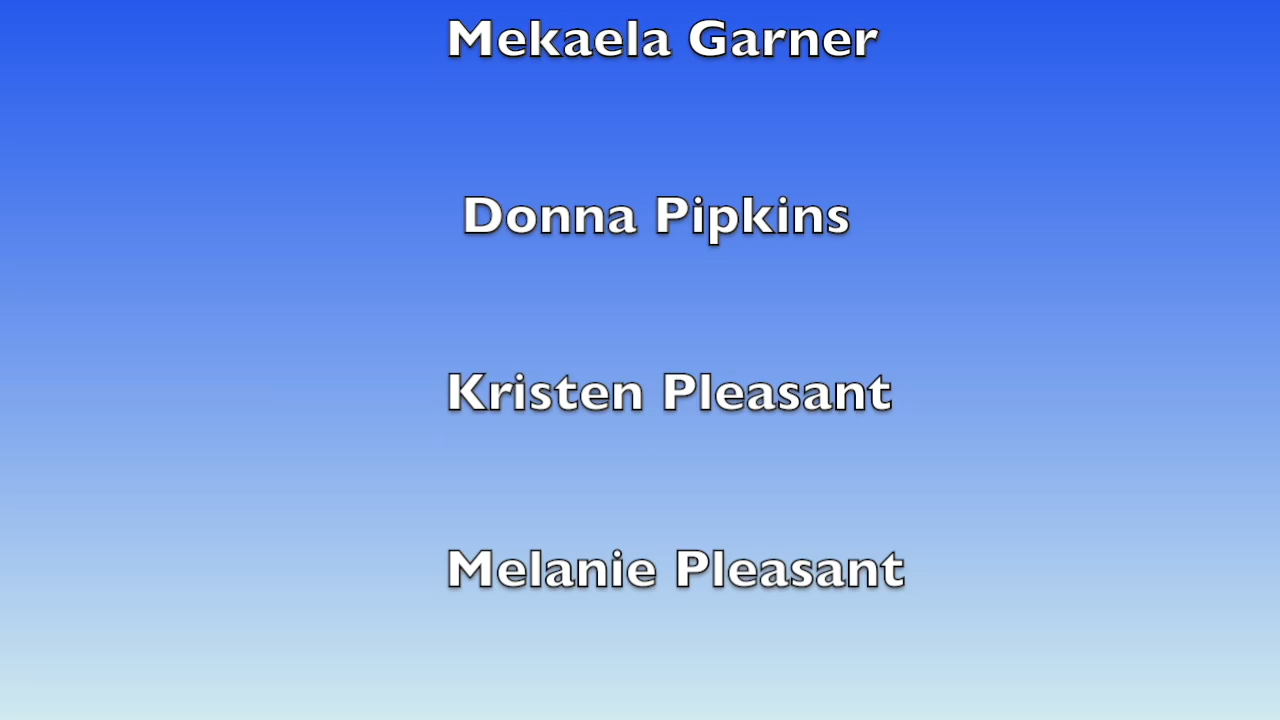 Mekaela Garner
Donna Pipkins
Kristen Pleasant
Melanie Pleasant